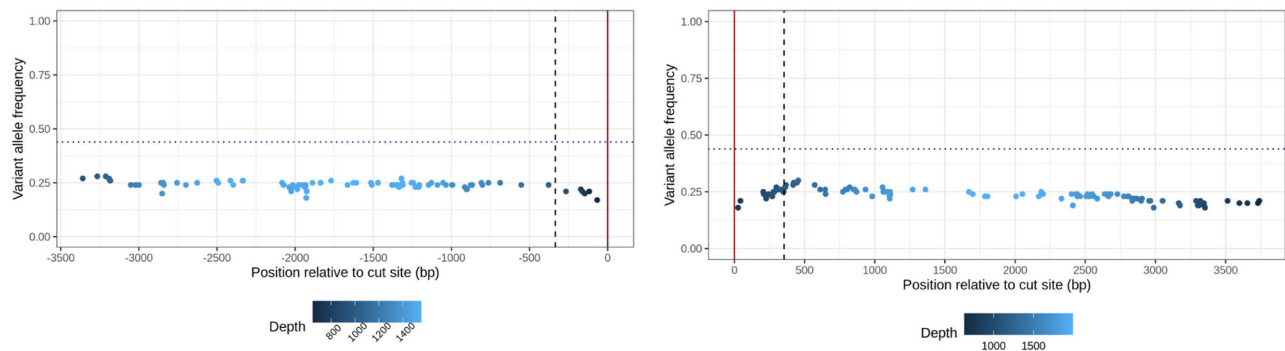 1.00
0.75
0.50
0.25
0.00
Variant allele frequency
-3500 -3000 -2500 -2000 -1500 -1000 -500 0
Position relative to cut site (bp)
Depth
800 1000 1200 1400
1.00
0.75
0.50
0.25
0.00
Variant allele frequency
0 500 1000 1500 2000 2500 3000 3500
Position relative to cut site (bp)
Depth
1000 1500